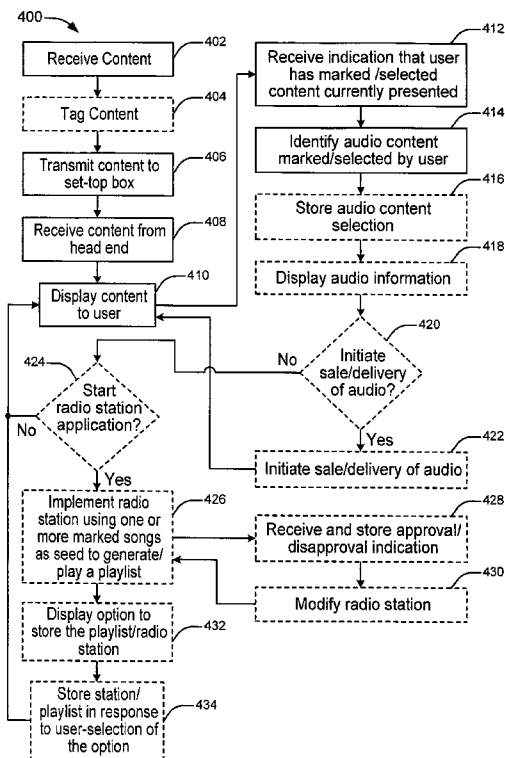 400
Receive Content
402
Tag Content
404
Transmit content to
set-top box
406
Receive content from
head end
408
410
Display content
to user
412
Receive indication that user
has marked /selected
content currently presented
414
Identify audio content
marked/selected by user
416
Store audio content
selection
418
Display audio information
420
Initiate
sale/delivery
of audio?
No
Yes
422
Initiate sale/delivery of audio
424
Start
radio station
application?
No
Yes
426
Implement radio
station using one or
more marked songs
as seed to generate/
play a playlist
428
Receive and store approval/
disapproval indication
430
Modify radio station
432
Display option to
store the playlist/radio
station
434
Store station/
playlist in response
to user-selection of
the option